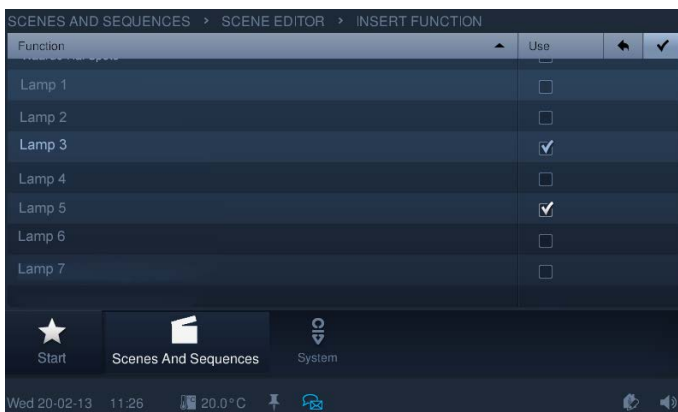 SCENES AND SEQUENCES > SCENE EDITOR > INSERT FUNCTION
Function Use
Lamp 1
Lamp 2
Lamp 3
Lamp 4
Lamp 5
Lamp 6
Lamp 7
Start Scenes And Sequences System
Wed 20-02-13 11:26 20.0°C